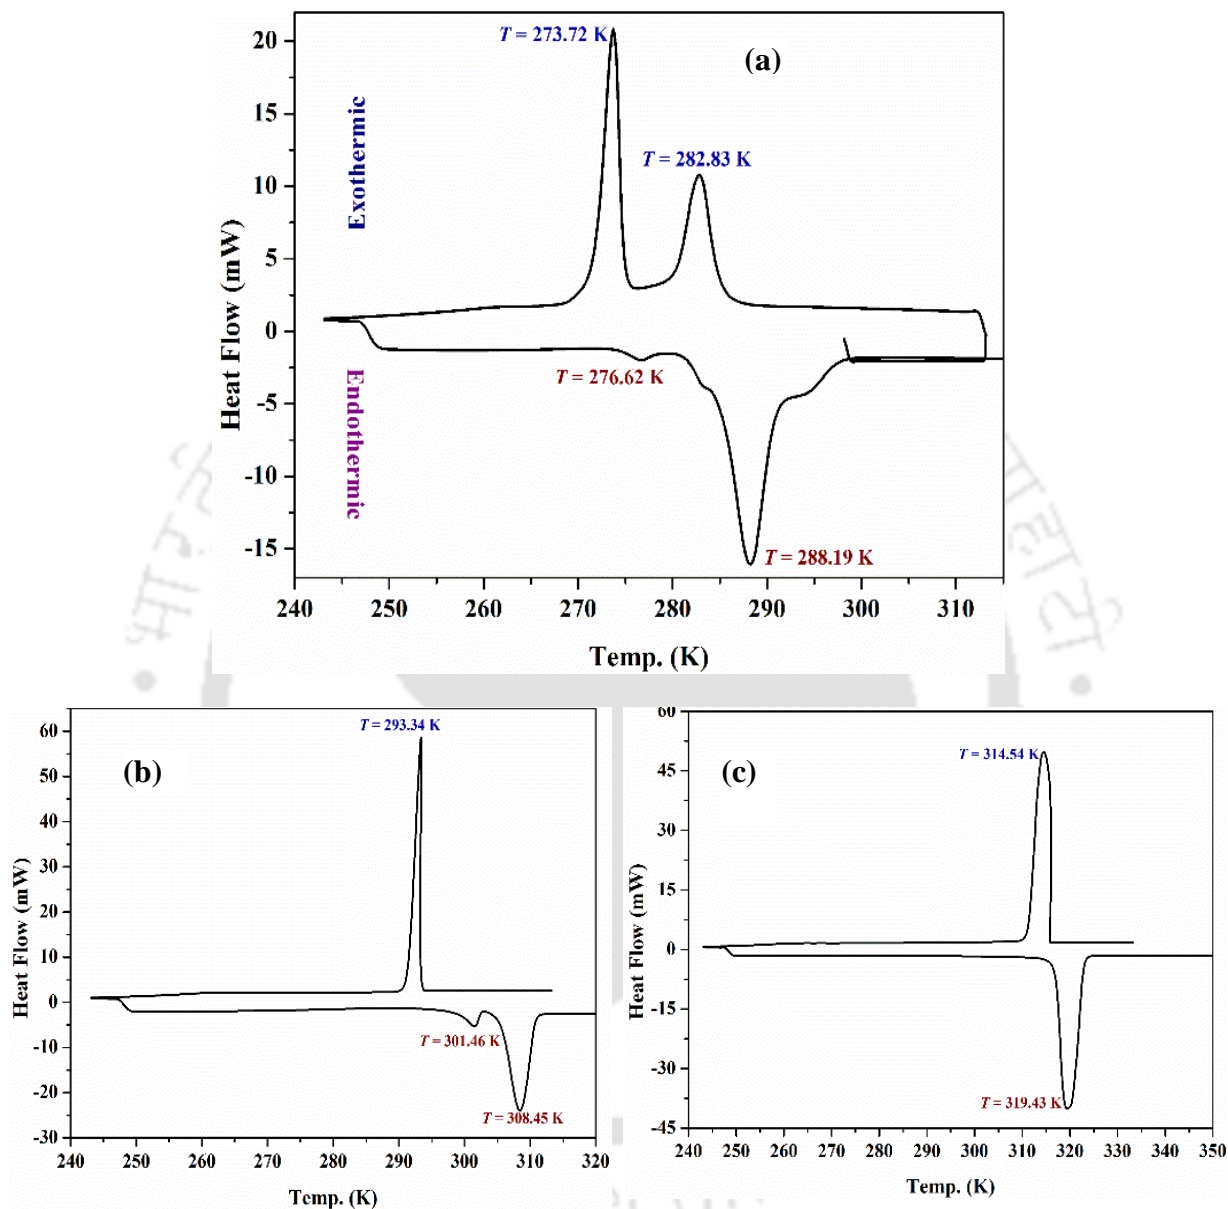 T = 273.72 K
(a)
T = 282.83 K
Exothermic
Endothermic
Heat Flow (mW)
20
15
10
5
0
-5
-10
-15
T = 276.62 K
T = 288.19 K
240 250 260 270 280 290 300 310
Temp. (K)
(b)
T = 293.34 K
Heat Flow (mW)
60
50
40
30
20
10
0
-10
-20
-30
T = 301.46 K
T = 308.45 K
240 250 260 270 280 290 300 310 320
Temp. (K)
(c)
T = 314.54 K
Heat Flow (mW)
60
45
30
15
0
-15
-30
-45
T = 319.43 K
240 250 260 270 280 290 300 310 320 330 340 350
Temp. (K)